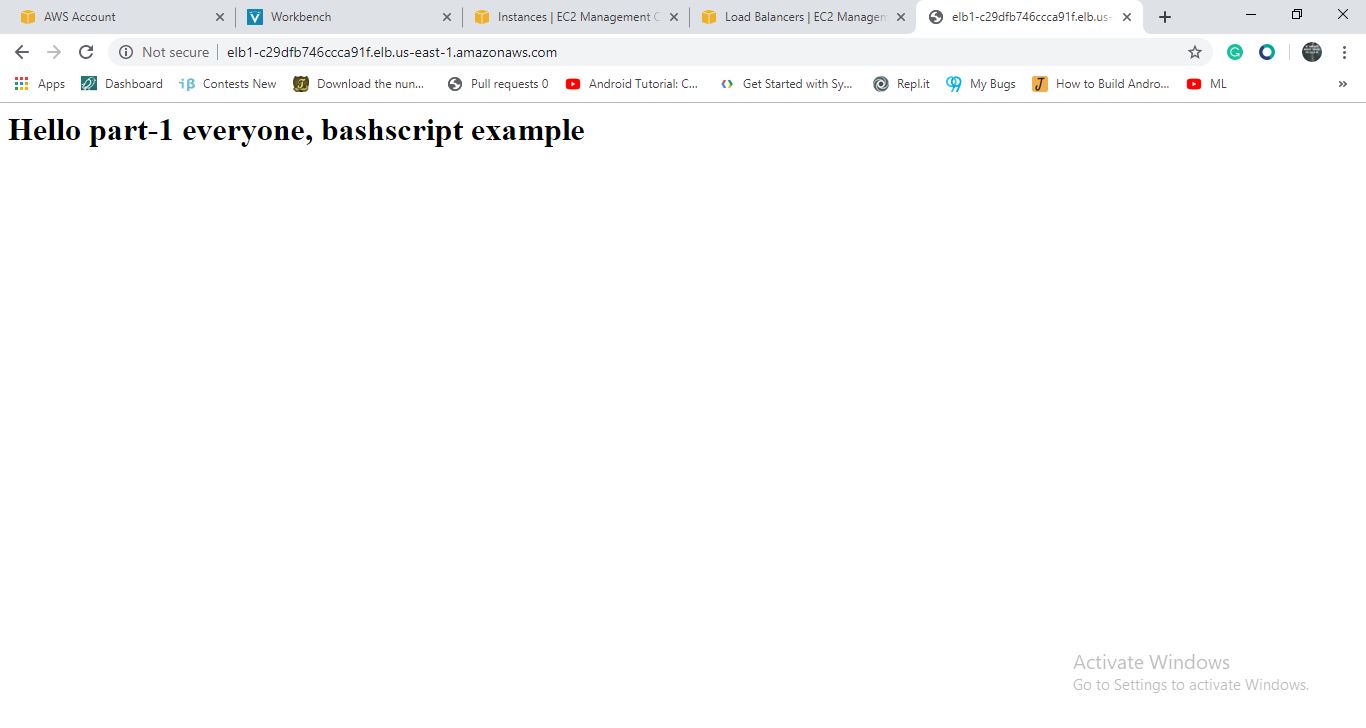 AWS Account
Workbench
Instances | EC2 Management C
Load Balancers | EC2 Managem
elb1-c29dfb746ccca91f.elb.us-
Not secure
elb1-c29dfb746ccca91f.elb.us-east-1.amazonaws.com
Apps
Dashboard
Contests New
Download the nun...
Pull requests 0
Android Tutorial: C...
Get Started with Sy...
Repl.it
My Bugs
How to Build Andro...
ML
Hello part-1 everyone, bashscript example
Activate Windows
Go to Settings to activate Windows.